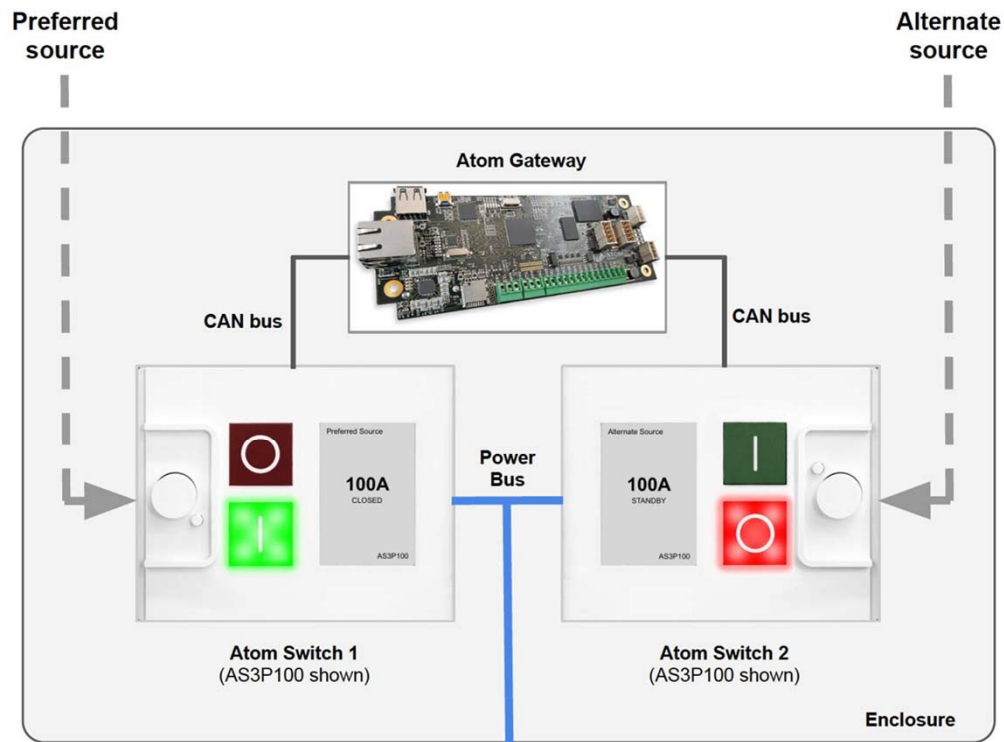 Preferred
source
Alternate
source
Atom Gateway
CAN bus
CAN bus
Preferred Source
100A
CLOSED
AS3P100
Power
Bus
Alternate Source
100A
STANDBY
AS3P100
Atom Switch 1
(AS3P100 shown)
Atom Switch 2
(AS3P100 shown)
Enclosure